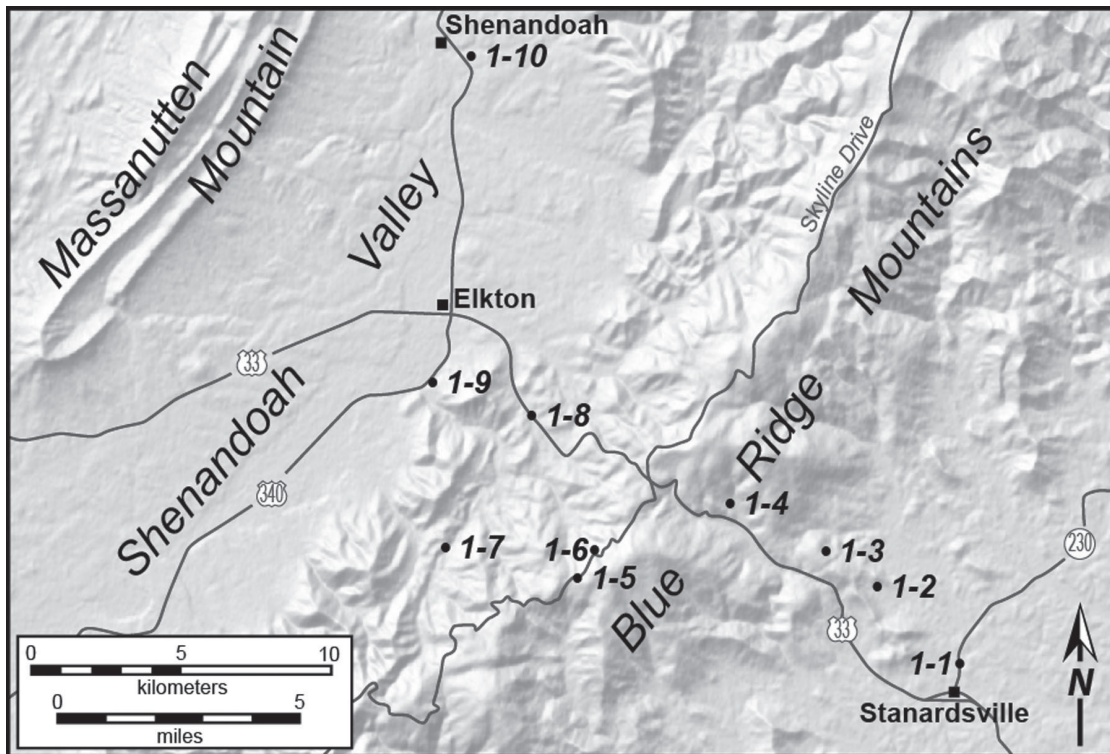 Shenandoah
1-10
Massanutten
Mountain
Skyline Drive
Mountains
Valley
Elkton
33
1-9
1-8
Ridge
Shenandoah
340
1-4
1-7
1-6
1-3
230
1-5
1-2
Blue
33
1-1
N
Stanardsville
0 5 10
kilometers
0 5
miles